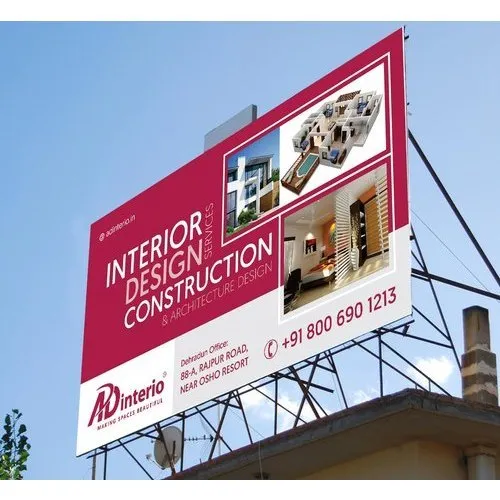 adinterio.in
INTERIOR
DESIGN SERVICES
CONSTRUCTION
& ARCHITECTURE DESIGN
AD interio ®
MAKING SPACES BEAUTIFUL
Dehradun Office:
88-A, RAJPUR ROAD,
NEAR OSHO RESORT
+91 800 690 1213